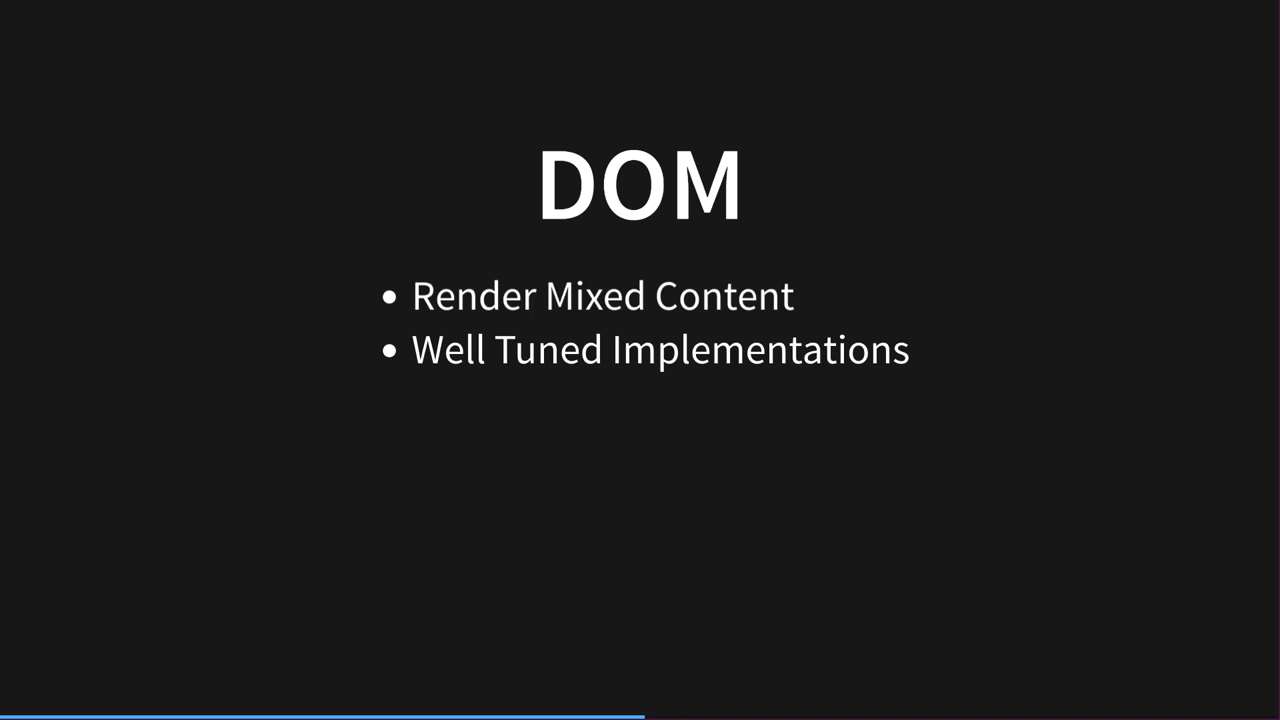 DOM
• Render Mixed Content
• Well Tuned Implementations